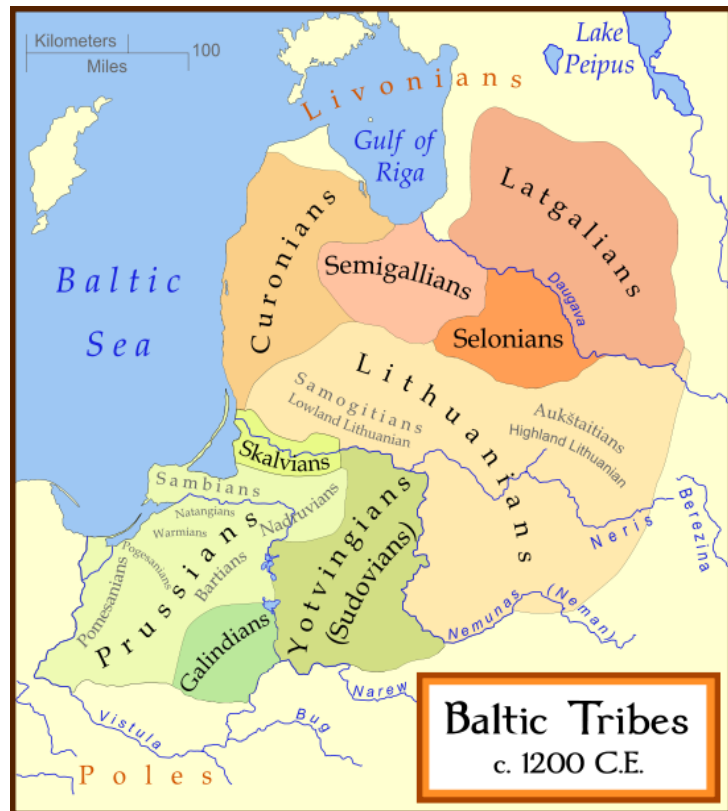 Kilometers
100
Miles
Lake
Peipus
Livonians
Gulf of
Riga
Latgalians
Curonians
Semigallians
Daugava
Baltic
Sea
Selonians
Lithuanians
Samogitians
Lowland Lithuanian
Aukštaitians
Highland Lithuanian
Skalvians
Sambians
Natangians
Nadruvians
Warmians
Pogesanians
Bartians
Pomesanians
Prussians
Yotvingians
(Sudovians)
Neris
Berezina
Galindians
Nemunas (Neman)
Narew
Vistula
Bug
Poles
Baltic Tribes
c. 1200 C.E.